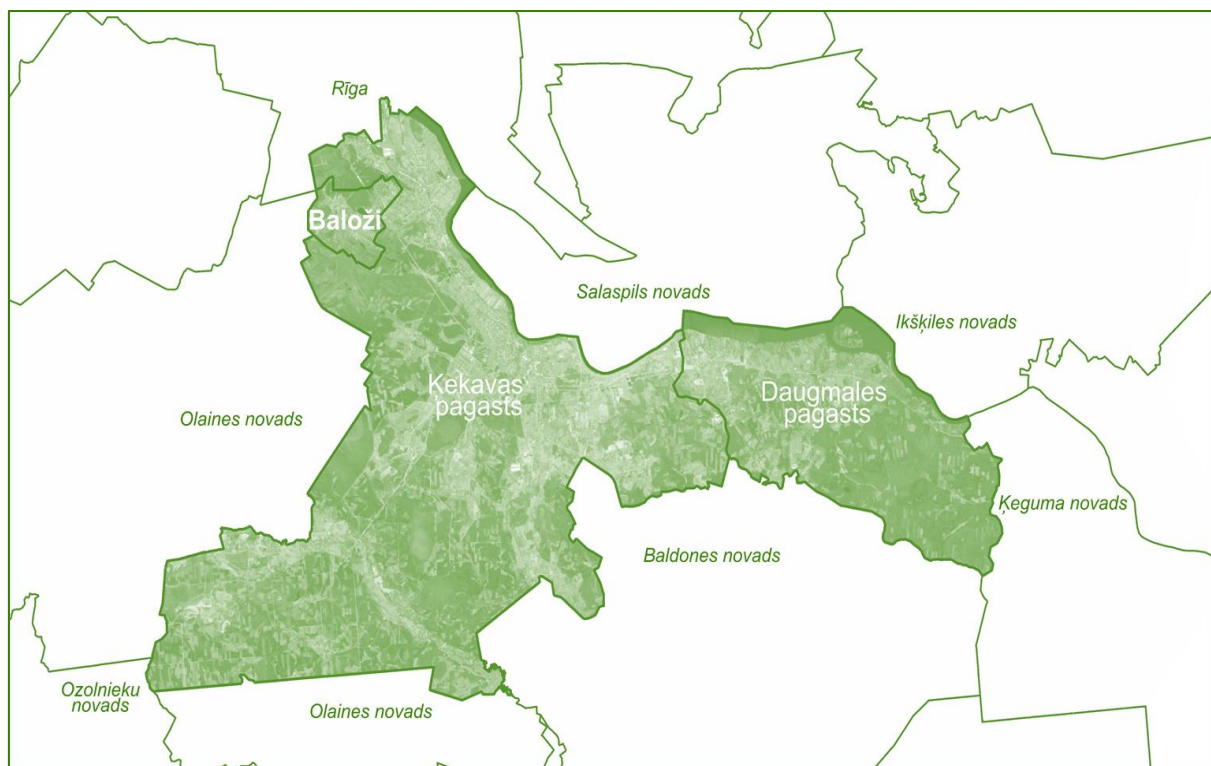 Rīga
Baloži
Salaspils novads
Ikšķiles novads
Ķekavas
pagasts
Daugmales
pagasts
Olaines novads
Ķeguma novads
Baldones novads
Ozolnieku
novads
Olaines novads